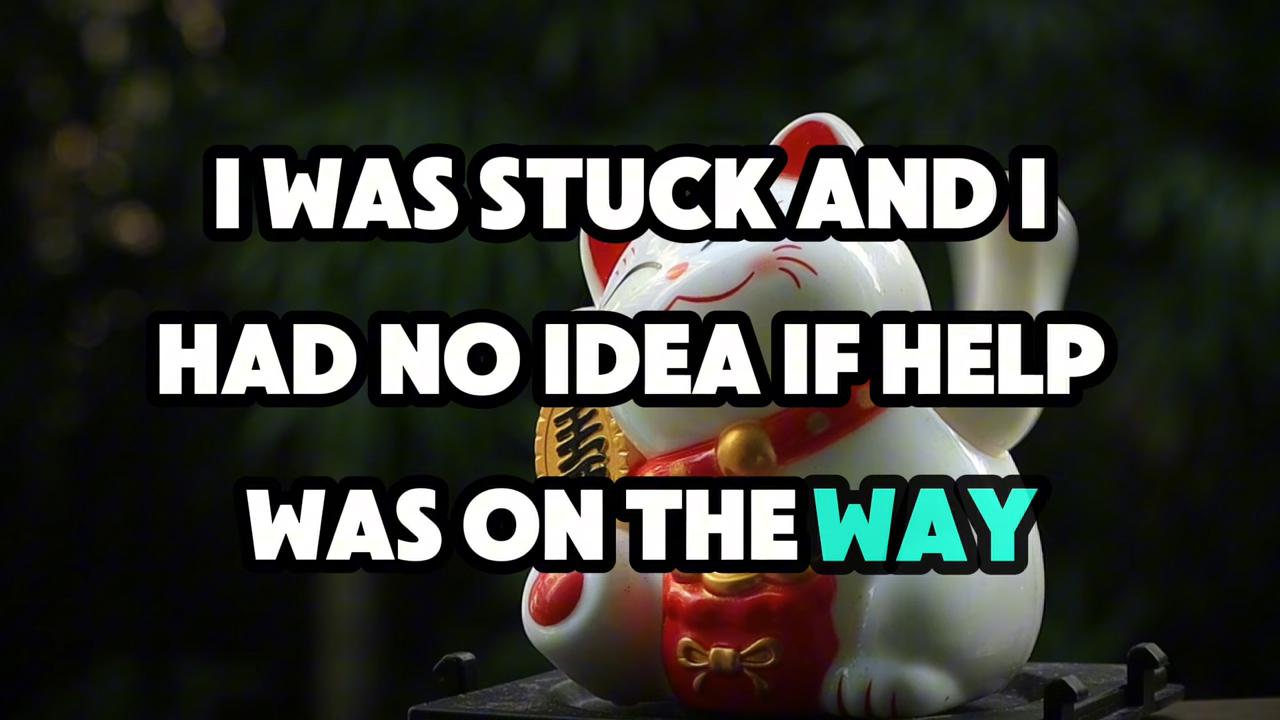 I WAS STUCK AND I
HAD NO IDEA IF HELP
WAS ON THE WAY